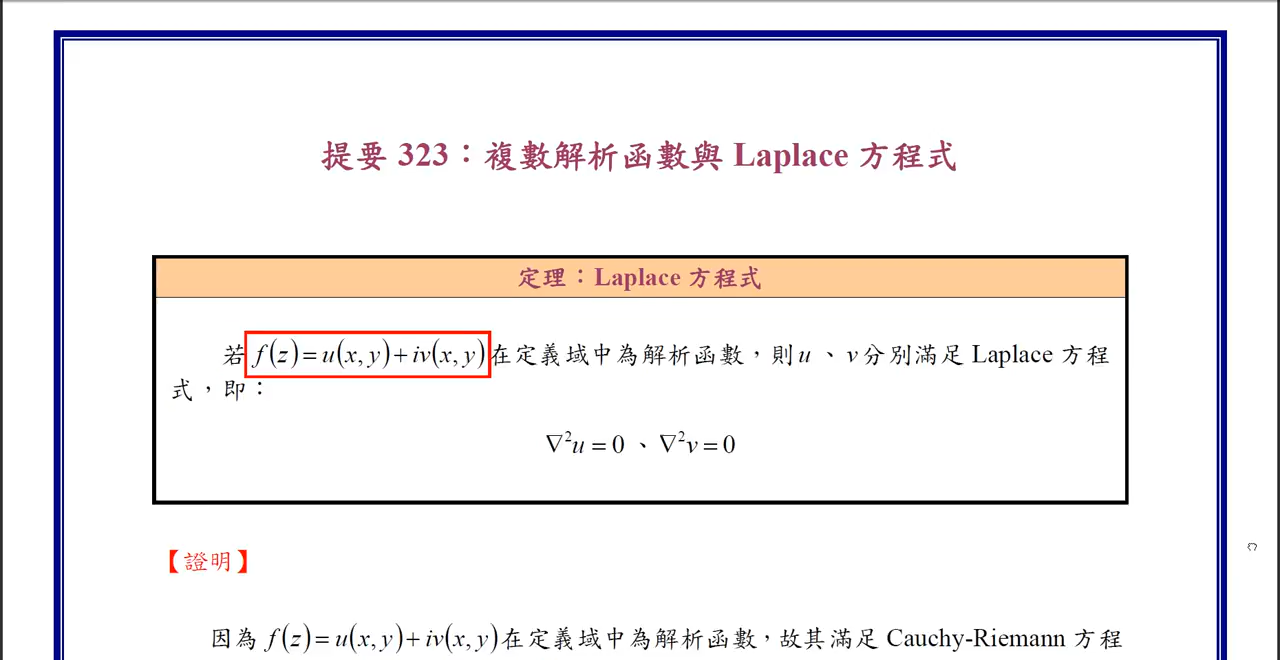 提要 323：複數解析函數與 Laplace 方程式
定理：Laplace 方程式
若 f(z)=u(x,y)+iv(x,y) 在定義域中為解析函數，則 u 、 v 分別滿足 Laplace 方程
式，即：
∇²u=0 、 ∇²v=0
【證明】
因為 f(z)=u(x,y)+iv(x,y) 在定義域中為解析函數，故其滿足 Cauchy-Riemann 方程